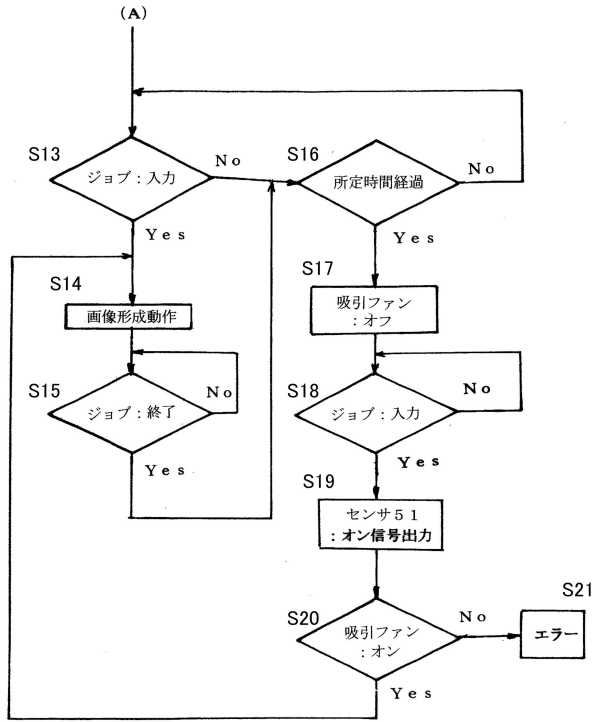 (A)
S13
ジョブ：入力
No
Yes
S14
画像形成動作
S15
ジョブ：終了
No
Yes
S16
所定時間経過
No
Yes
S17
吸引ファン
：オフ
S18
ジョブ：入力
No
Yes
S19
センサ５１
：オン信号出力
S20
吸引ファン
：オン
No
Yes
S21
エラー